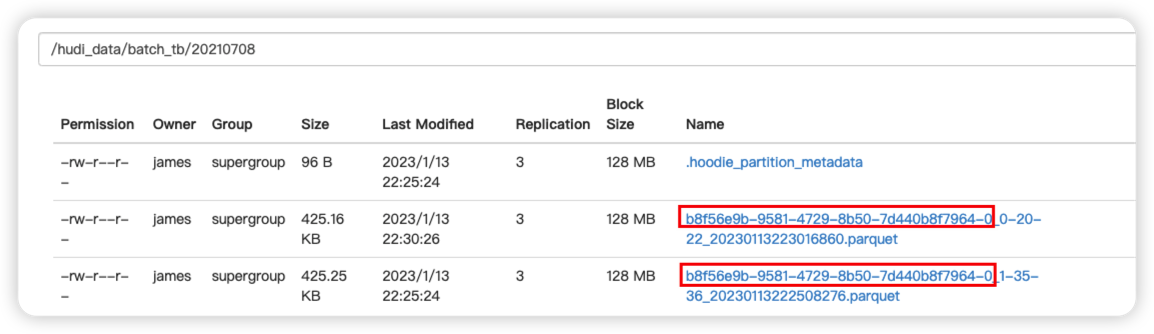 /hudi_data/batch_tb/20210708
Block
Permission Owner Group Size Last Modified Replication Size Name
-rw-r--r- james supergroup 96 B 2023/1/13 3 128 MB .hoodie_partition_metadata
- 22:25:24
-rw-r--r- james supergroup 425.16 2023/1/13 3 128 MB b8f56e9b-9581-4729-8b50-7d440b8f7964-0_0-20-
- KB 22:30:26 22_20230113223016860.parquet
-rw-r--r- james supergroup 425.25 2023/1/13 3 128 MB b8f56e9b-9581-4729-8b50-7d440b8f7964-0_1-35-
- KB 22:25:24 36_20230113222508276.parquet